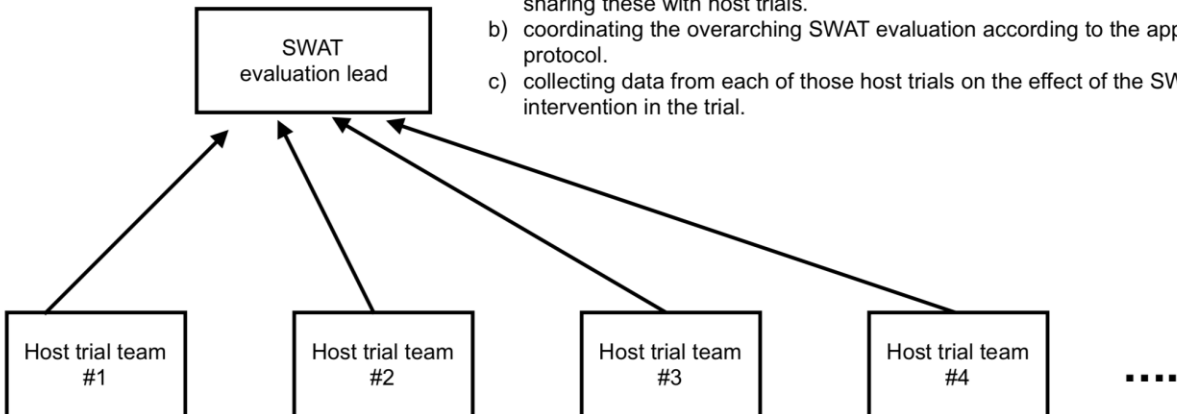 sharing these with host trials.
b) coordinating the overarching SWAT evaluation according to the
protocol.
c) collecting data from each of those host trials on the effect of the
intervention in the trial.
SWAT
evaluation lead
Host trial team
#1
Host trial team
#2
Host trial team
#3
Host trial team
#4
....